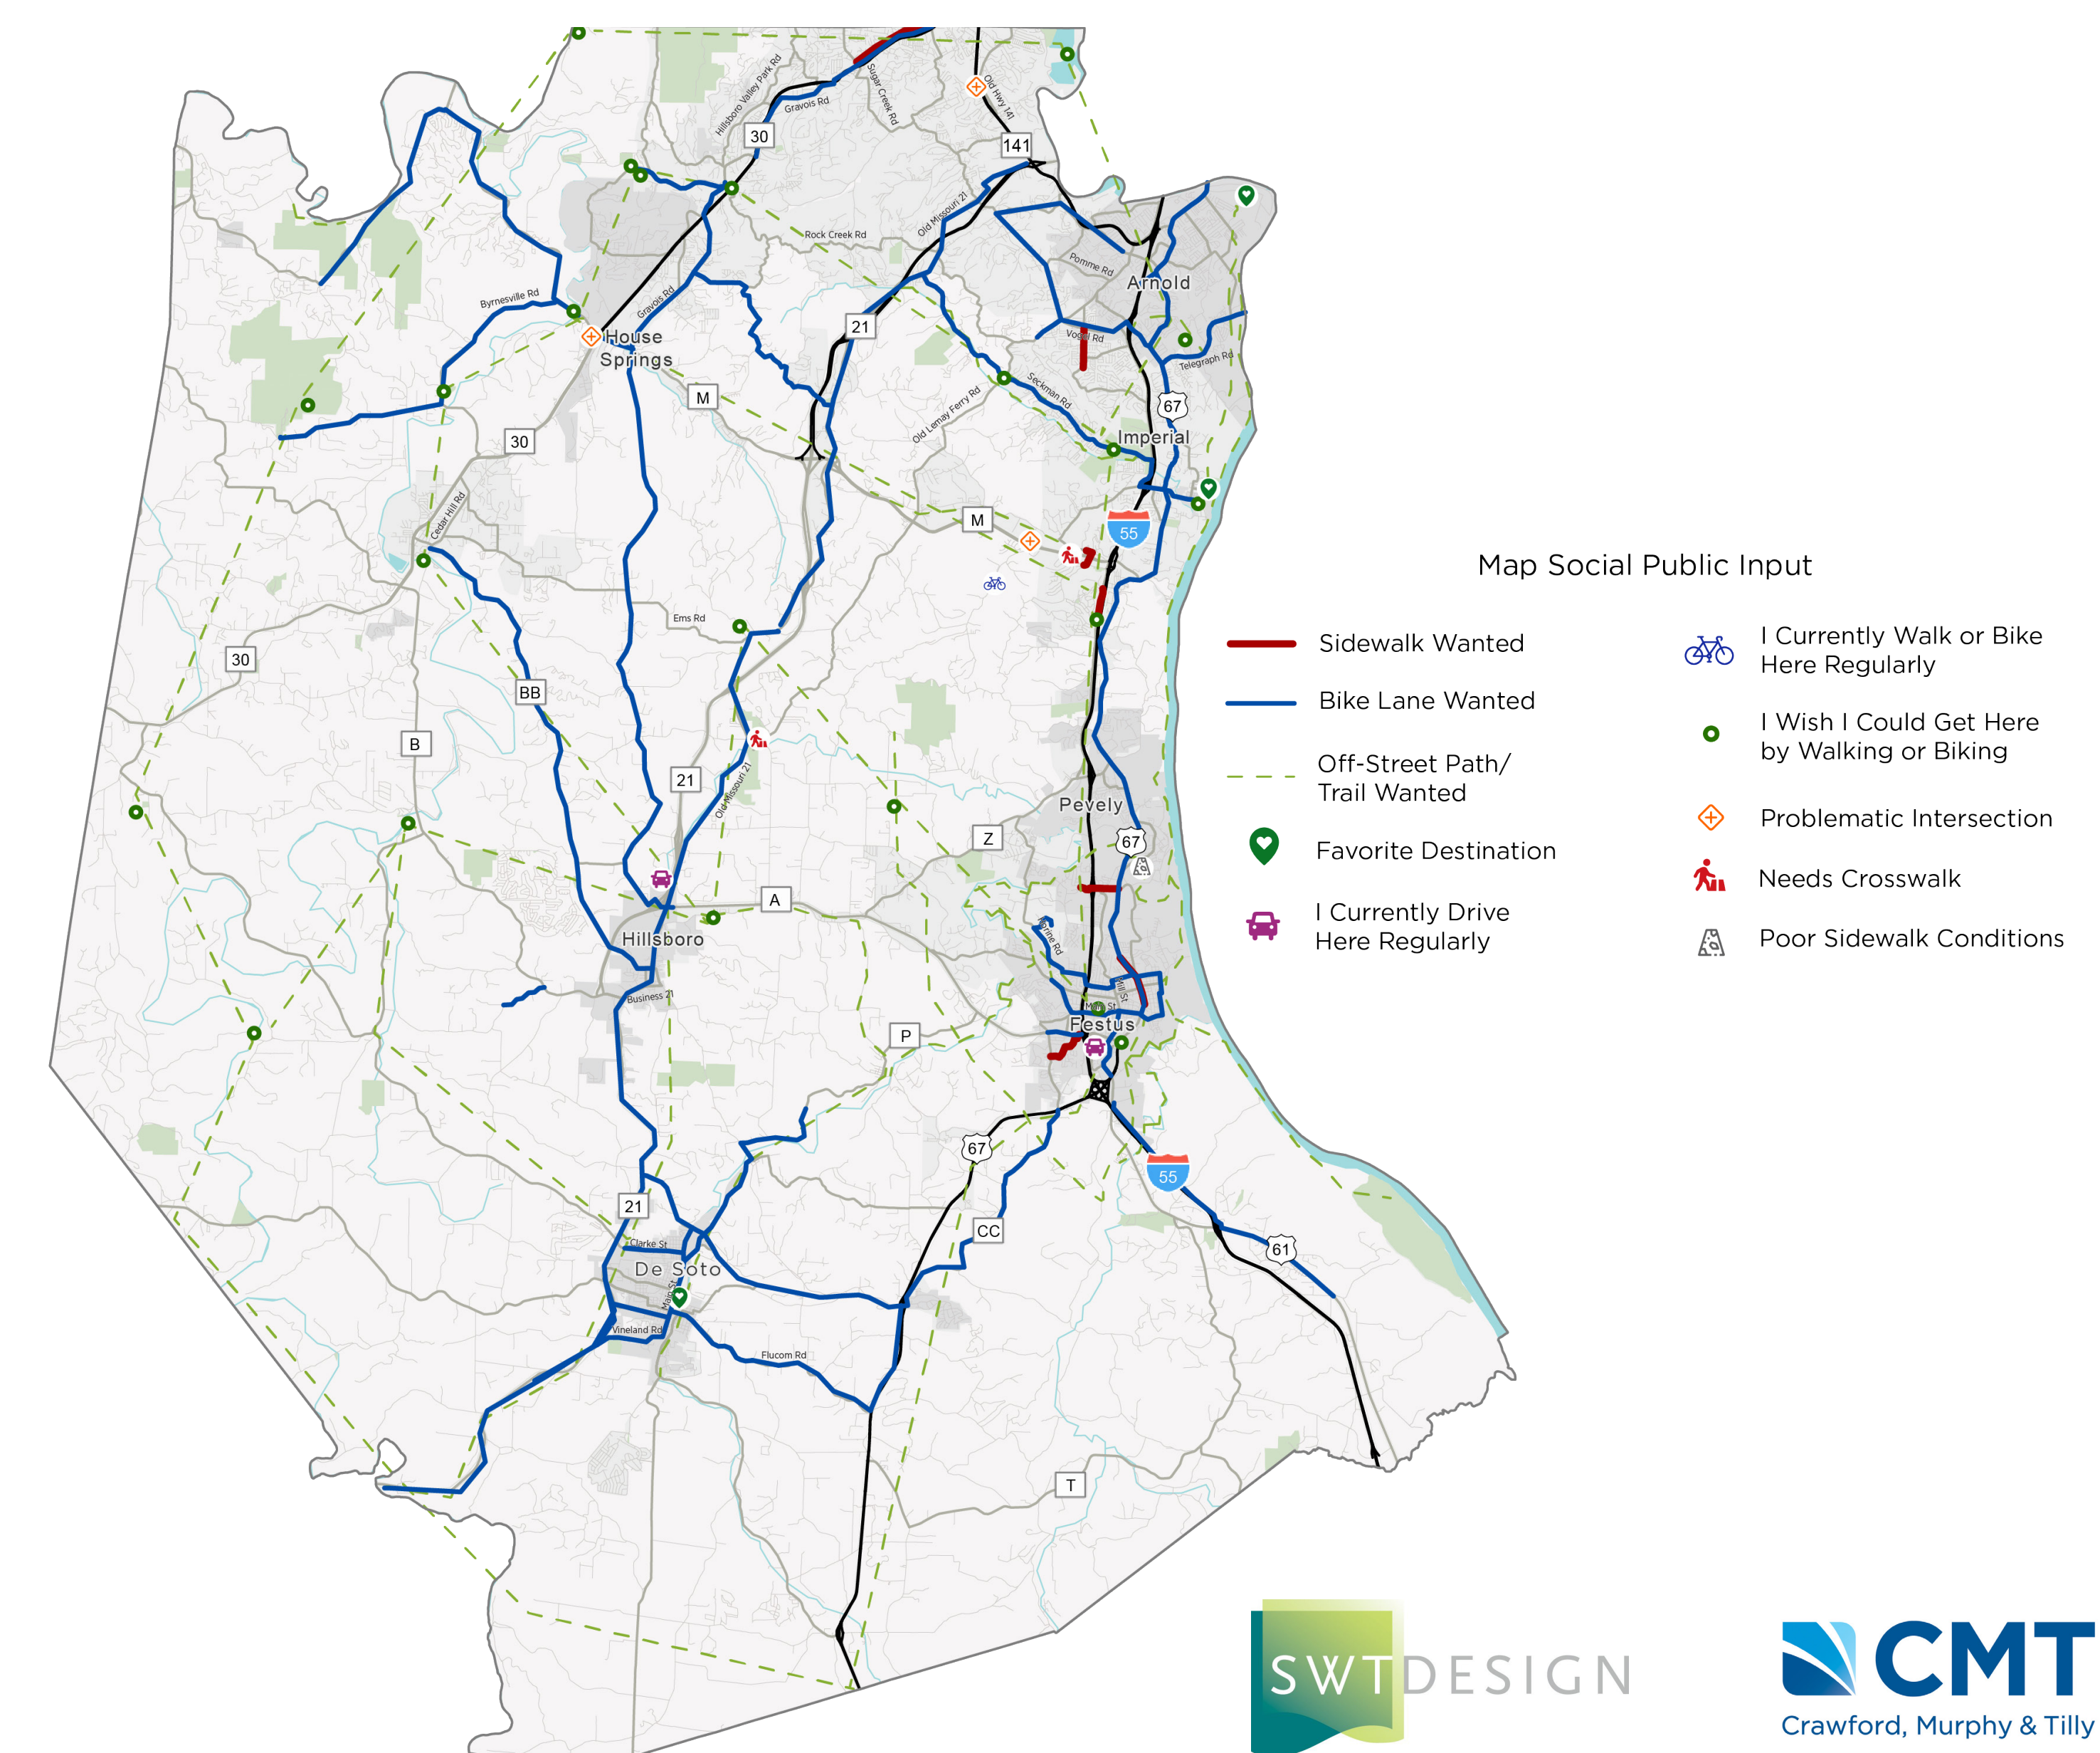 Hillsboro Valley Park Rd
Sugar Creek Rd
Old Hwy 141
Gravois Rd
30
141
Old Missouri 21
Rock Creek Rd
Pomme Rd
Arnold
Byrnesville Rd
Gravois Rd
21
House
Springs
Vogel Rd
Telegraph Rd
M
Seckman Rd
67
Old Lemay Ferry Rd
30
Imperial
Cedar Hill Rd
M
55
Ems Rd
30
BB
B
21
Old Missouri 21
Pevely
Z
67
A
Hillsboro
Business 21
Mill St
Main St
Festus
P
67
55
21
CC
61
Clarke St
De Soto
Main St
Vineland Rd
Flucom Rd
T
Map Social Public Input
Sidewalk Wanted
Bike Lane Wanted
Off-Street Path/
Trail Wanted
Favorite Destination
I Currently Drive
Here Regularly
I Currently Walk or Bike
Here Regularly
I Wish I Could Get Here
by Walking or Biking
Problematic Intersection
Needs Crosswalk
Poor Sidewalk Conditions
SWTDESIGN
CMT
Crawford, Murphy & Tilly